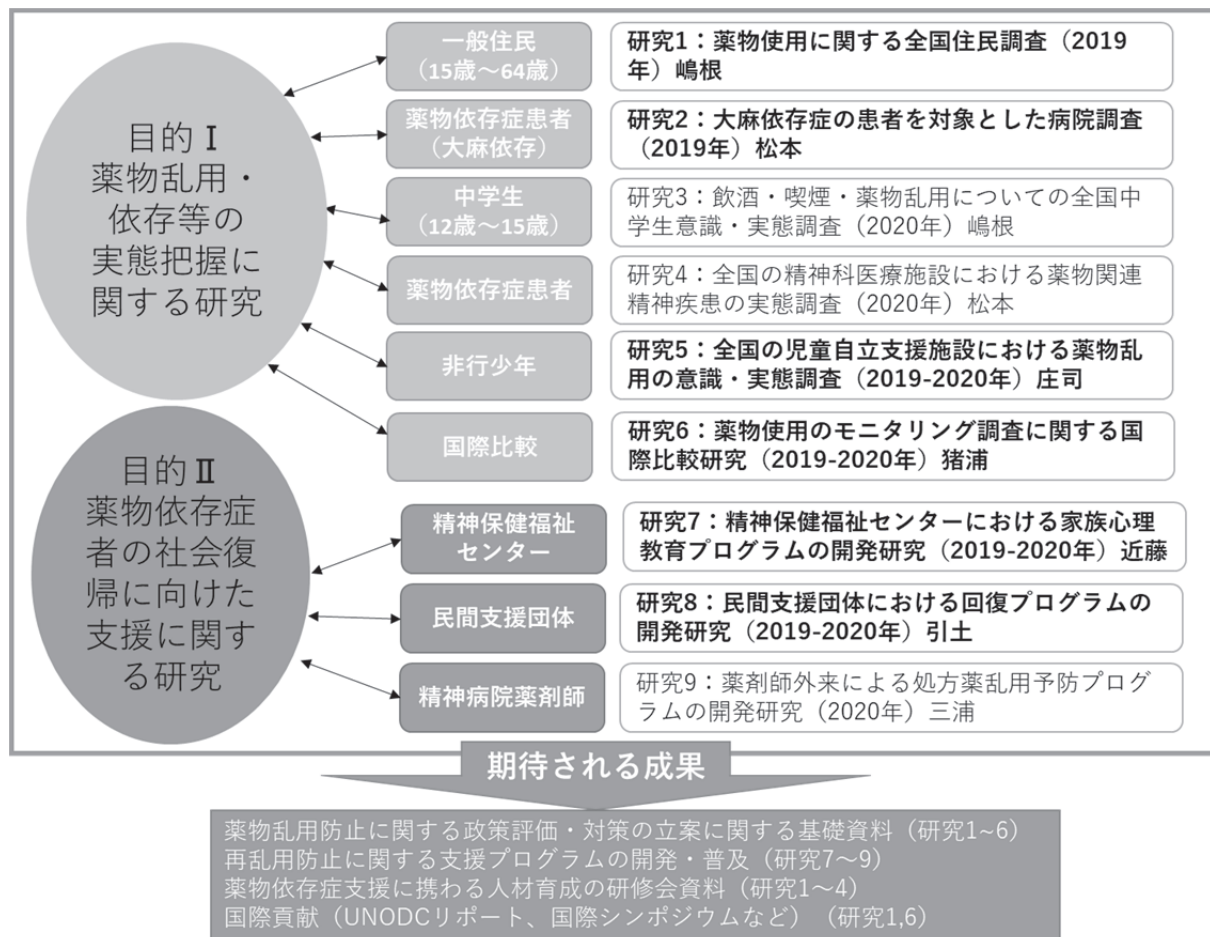 目的Ⅰ
薬物乱用・
依存等の
実態把握に
関する研究
一般住民
（15歳～64歳）
研究1：薬物使用に関する全国住民調査（2019
年）嶋根
薬物依存症患者
（大麻依存）
研究2：大麻依存症の患者を対象とした病院調査
（2019年）松本
中学生
（12歳～15歳）
研究3：飲酒・喫煙・薬物乱用についての全国中
学生意識・実態調査（2020年）嶋根
薬物依存症患者
研究4：全国の精神科医療施設における薬物関連
精神疾患の実態調査（2020年）松本
非行少年
研究5：全国の児童自立支援施設における薬物乱
用の意識・実態調査（2019-2020年）庄司
国際比較
研究6：薬物使用のモニタリング調査に関する国
際比較研究（2019-2020年）猪浦
目的Ⅱ
薬物依存症
者の社会復
帰に向けた
支援に関す
る研究
精神保健福祉
センター
研究7：精神保健福祉センターにおける家族心理
教育プログラムの開発研究（2019-2020年）近藤
民間支援団体
研究8：民間支援団体における回復プログラムの
開発研究（2019-2020年）引土
精神病院薬剤師
研究9：薬剤師外来による処方薬乱用予防プログ
ラムの開発研究（2020年）三浦
期待される成果
薬物乱用防止に関する政策評価・対策の立案に関する基礎資料（研究1~6）
再乱用防止に関する支援プログラムの開発・普及（研究7～9）
薬物依存症支援に携わる人材育成の研修会資料（研究1～4）
国際貢献（UNODCリポート、国際シンポジウムなど）（研究1,6）